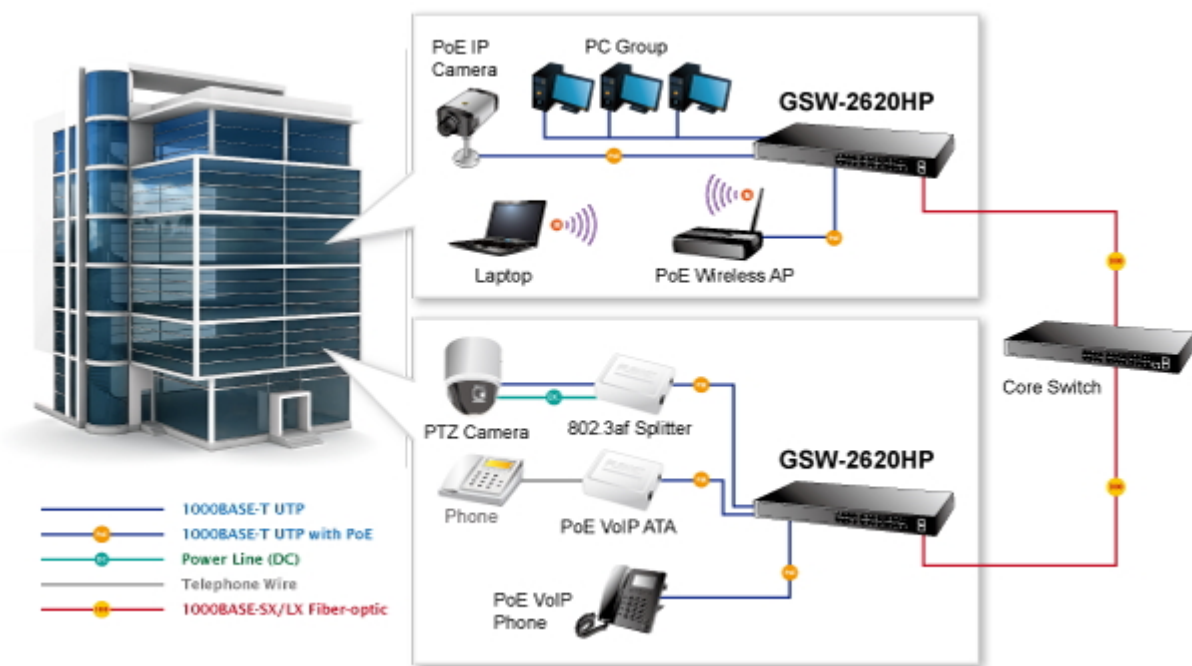 PoE IP
Camera
PC Group
GSW-2620HP
Laptop
PoE Wireless AP
Core Switch
PTZ Camera
802.3af Splitter
GSW-2620HP
Phone
PoE VoIP ATA
PoE VoIP
Phone
1000BASE-T UTP
1000BASE-T UTP with PoE
Power Line (DC)
Telephone Wire
1000BASE-SX/LX Fiber-optic